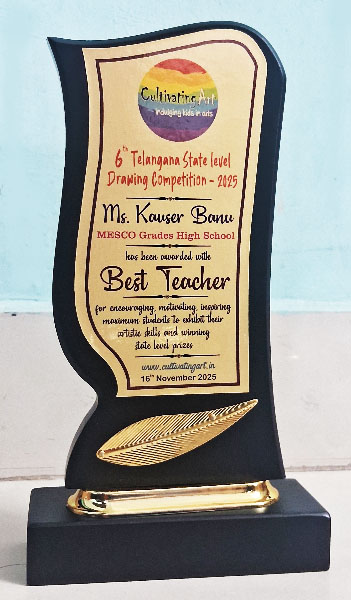 Cultivating Art
indulging kids in arts
6th Telangana State level
Drawing Competition - 2025
Ms. Kauser Banu
MESCO Grades High School
has been awarded with
Best Teacher
for encouraging, motivating, inspiring
maximum students to exhibit their
artistic skills and winning
state level prizes
www.cultivatingart.in
16th November 2025